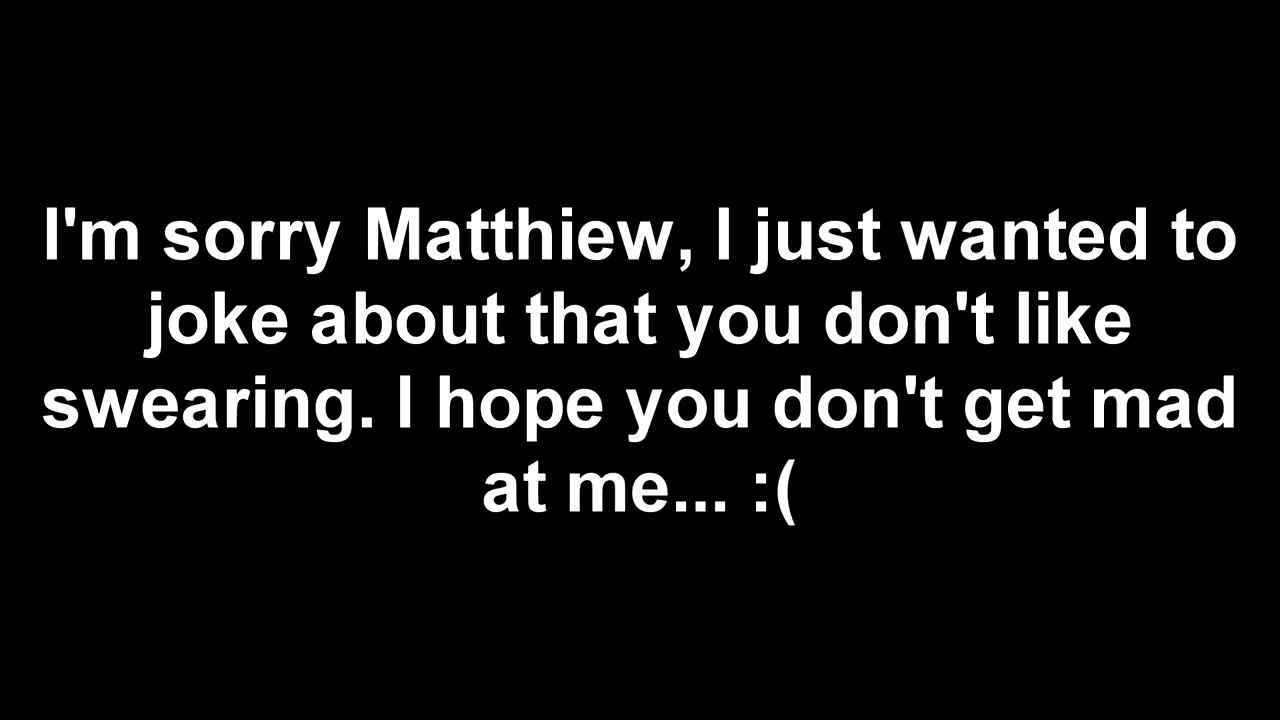 I'm sorry Matthiew, I just wanted to
joke about that you don't like
swearing. I hope you don't get mad
at me... :(